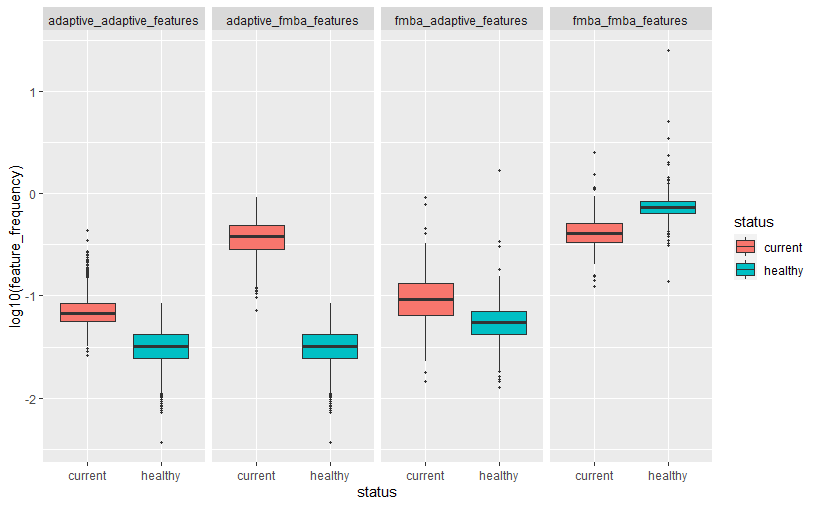 adaptive_adaptive_features adaptive_fmba_features fmba_adaptive_features fmba_fmba_features
log10(feature_frequency)
1
0
-1
-2
current healthy current healthy current healthy current healthy
status
status
current
healthy